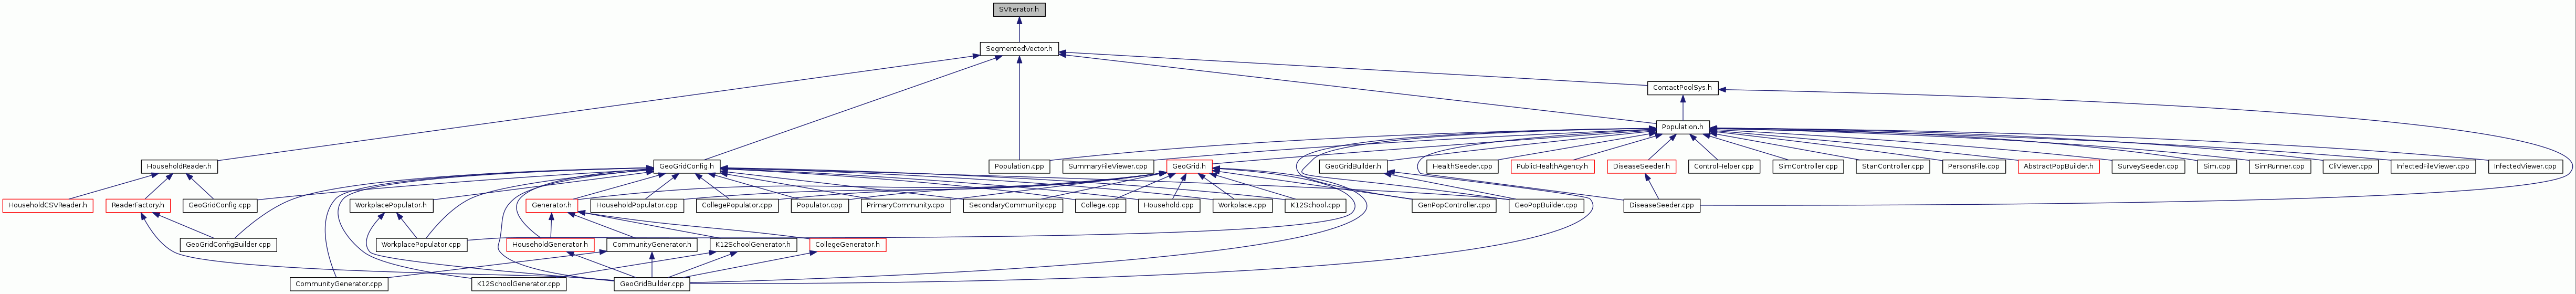 SVIterator.h
SegmentedVector.h
ContactPoolSys.h
Population.h
HouseholdReader.h
GeoGridConfig.h
Population.cpp
SummaryFileViewer.cpp
GeoGrid.h
GeoGridBuilder.h
HealthSeeder.cpp
PublicHealthAgency.h
DiseaseSeeder.h
ControlHelper.cpp
SimController.cpp
StanController.cpp
PersonsFile.cpp
AbstractPopBuilder.h
SurveySeeder.cpp
Sim.cpp
SimRunner.cpp
CliViewer.cpp
InfectedFileViewer.cpp
InfectedViewer.cpp
HouseholdCSVReader.h
ReaderFactory.h
GeoGridConfig.cpp
WorkplacePopulator.h
Generator.h
HouseholdPopulator.cpp
CollegePopulator.cpp
Populator.cpp
PrimaryCommunity.cpp
SecondaryCommunity.cpp
College.cpp
Household.cpp
Workplace.cpp
K12School.cpp
GenPopController.cpp
GeoPopBuilder.cpp
DiseaseSeeder.cpp
GeoGridConfigBuilder.cpp
WorkplacePopulator.cpp
HouseholdGenerator.h
CommunityGenerator.h
K12SchoolGenerator.h
CollegeGenerator.h
CommunityGenerator.cpp
K12SchoolGenerator.cpp
GeoGridBuilder.cpp